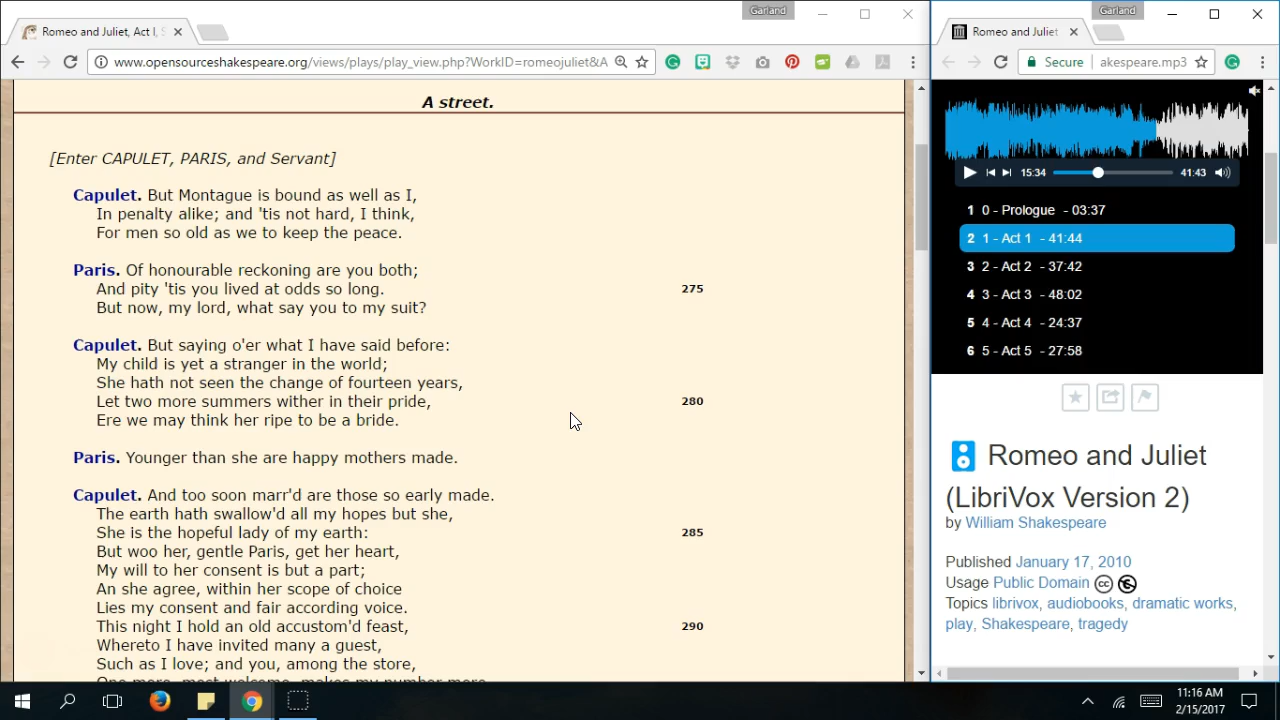 Garland
Romeo and Juliet, Act I, S
www.opensourceshakespeare.org/views/plays/play_view.php?WorkID=romeojuliet&A
A street.
[Enter CAPULET, PARIS, and Servant]
Capulet. But Montague is bound as well as I,
In penalty alike; and 'tis not hard, I think,
For men so old as we to keep the peace.
Paris. Of honourable reckoning are you both;
And pity 'tis you lived at odds so long. 275
But now, my lord, what say you to my suit?
Capulet. But saying o'er what I have said before:
My child is yet a stranger in the world;
She hath not seen the change of fourteen years,
Let two more summers wither in their pride, 280
Ere we may think her ripe to be a bride.
Paris. Younger than she are happy mothers made.
Capulet. And too soon marr'd are those so early made.
The earth hath swallow'd all my hopes but she,
She is the hopeful lady of my earth: 285
But woo her, gentle Paris, get her heart,
My will to her consent is but a part;
An she agree, within her scope of choice
Lies my consent and fair according voice.
This night I hold an old accustom'd feast, 290
Whereto I have invited many a guest,
Such as I love; and you, among the store,
One more, most welcome, makes my number more.
Garland
Romeo and Juliet
Secure akespeare.mp3
15:34 41:43
1 0 - Prologue - 03:37
2 1 - Act 1 - 41:44
3 2 - Act 2 - 37:42
4 3 - Act 3 - 48:02
5 4 - Act 4 - 24:37
6 5 - Act 5 - 27:58
Romeo and Juliet
(LibriVox Version 2)
by William Shakespeare
Published January 17, 2010
Usage Public Domain
Topics librivox, audiobooks, dramatic works,
play, Shakespeare, tragedy
11:16 AM
2/15/2017